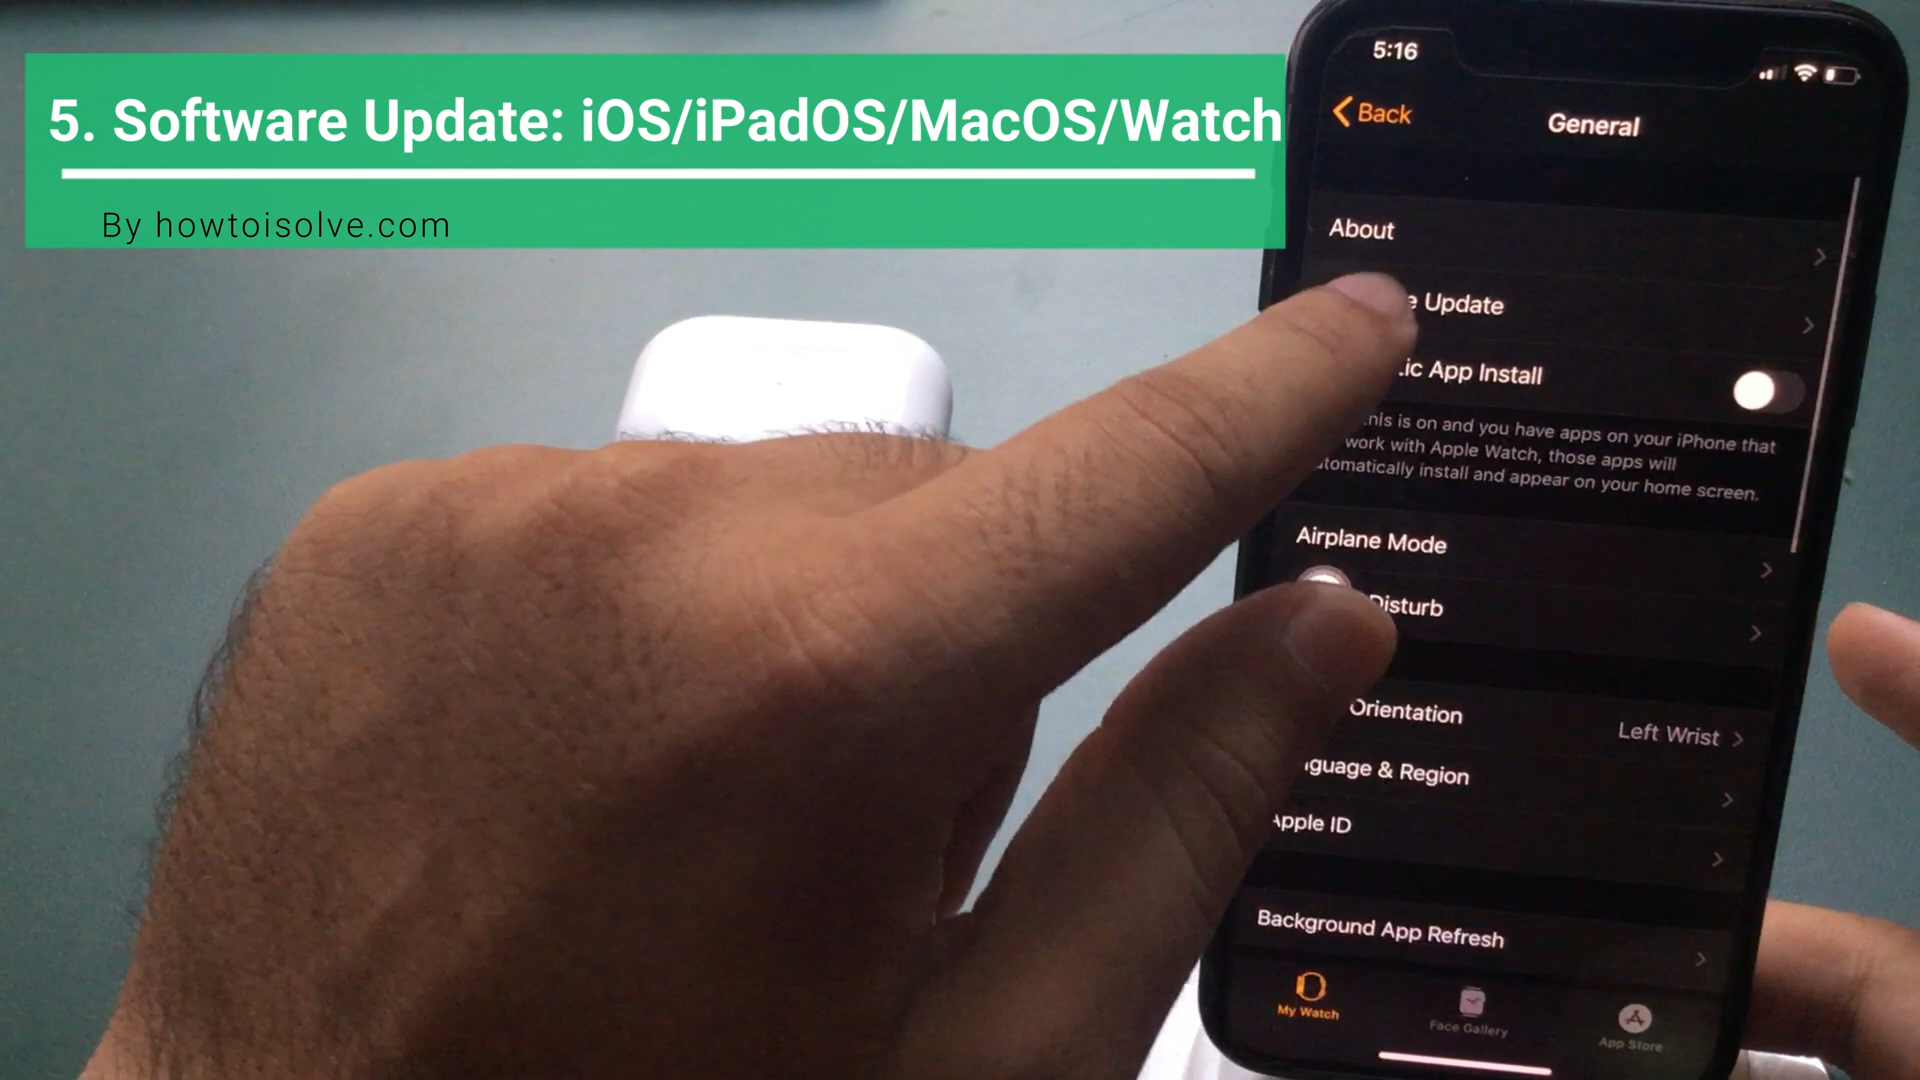 5. Software Update: iOS/iPadOS/MacOS/Watch
By howtoisolve.com
5:16
Back
General
About
Update
App Install
is on and you have apps on your iPhone that
work with Apple Watch, those apps will
install and appear on your home screen.
Airplane Mode
Disturb
Orientation
Left Wrist
& Region
Apple ID
Background App Refresh
My Watch
Face Gallery
App Store